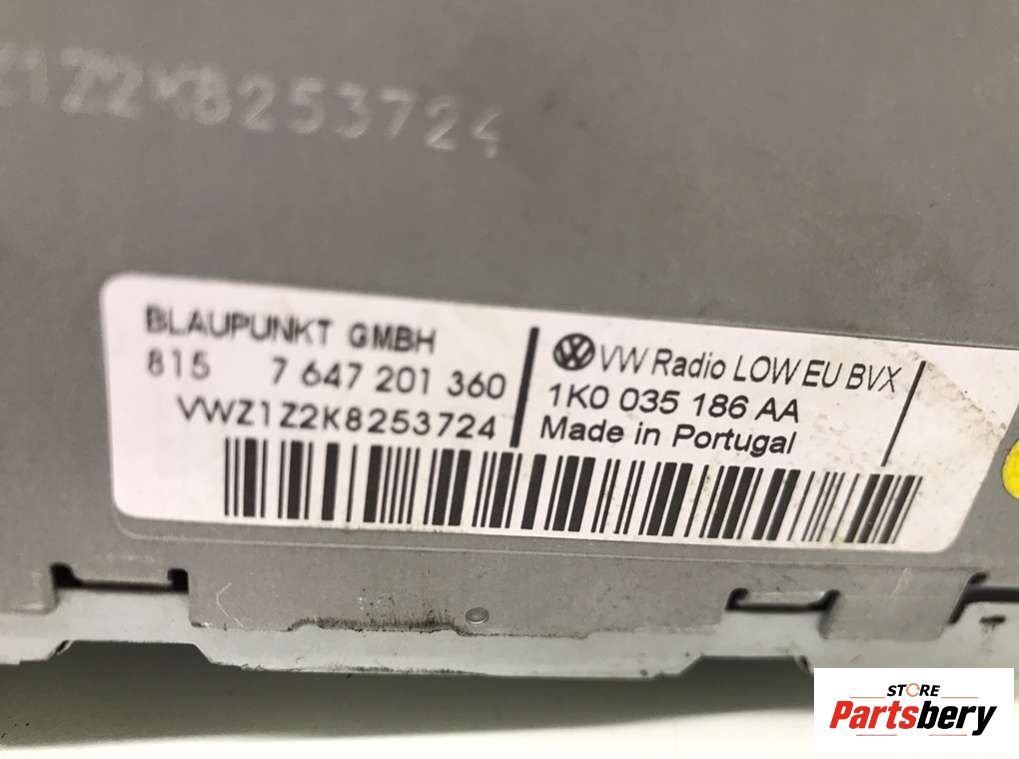 Z1Z2K8253724
BLAUPUNKT GMBH
815 7 647 201 360
VWZ1Z2K8253724
VW Radio LOW EU BVX
1K0 035 186 AA
Made in Portugal
STORE
Partsbery